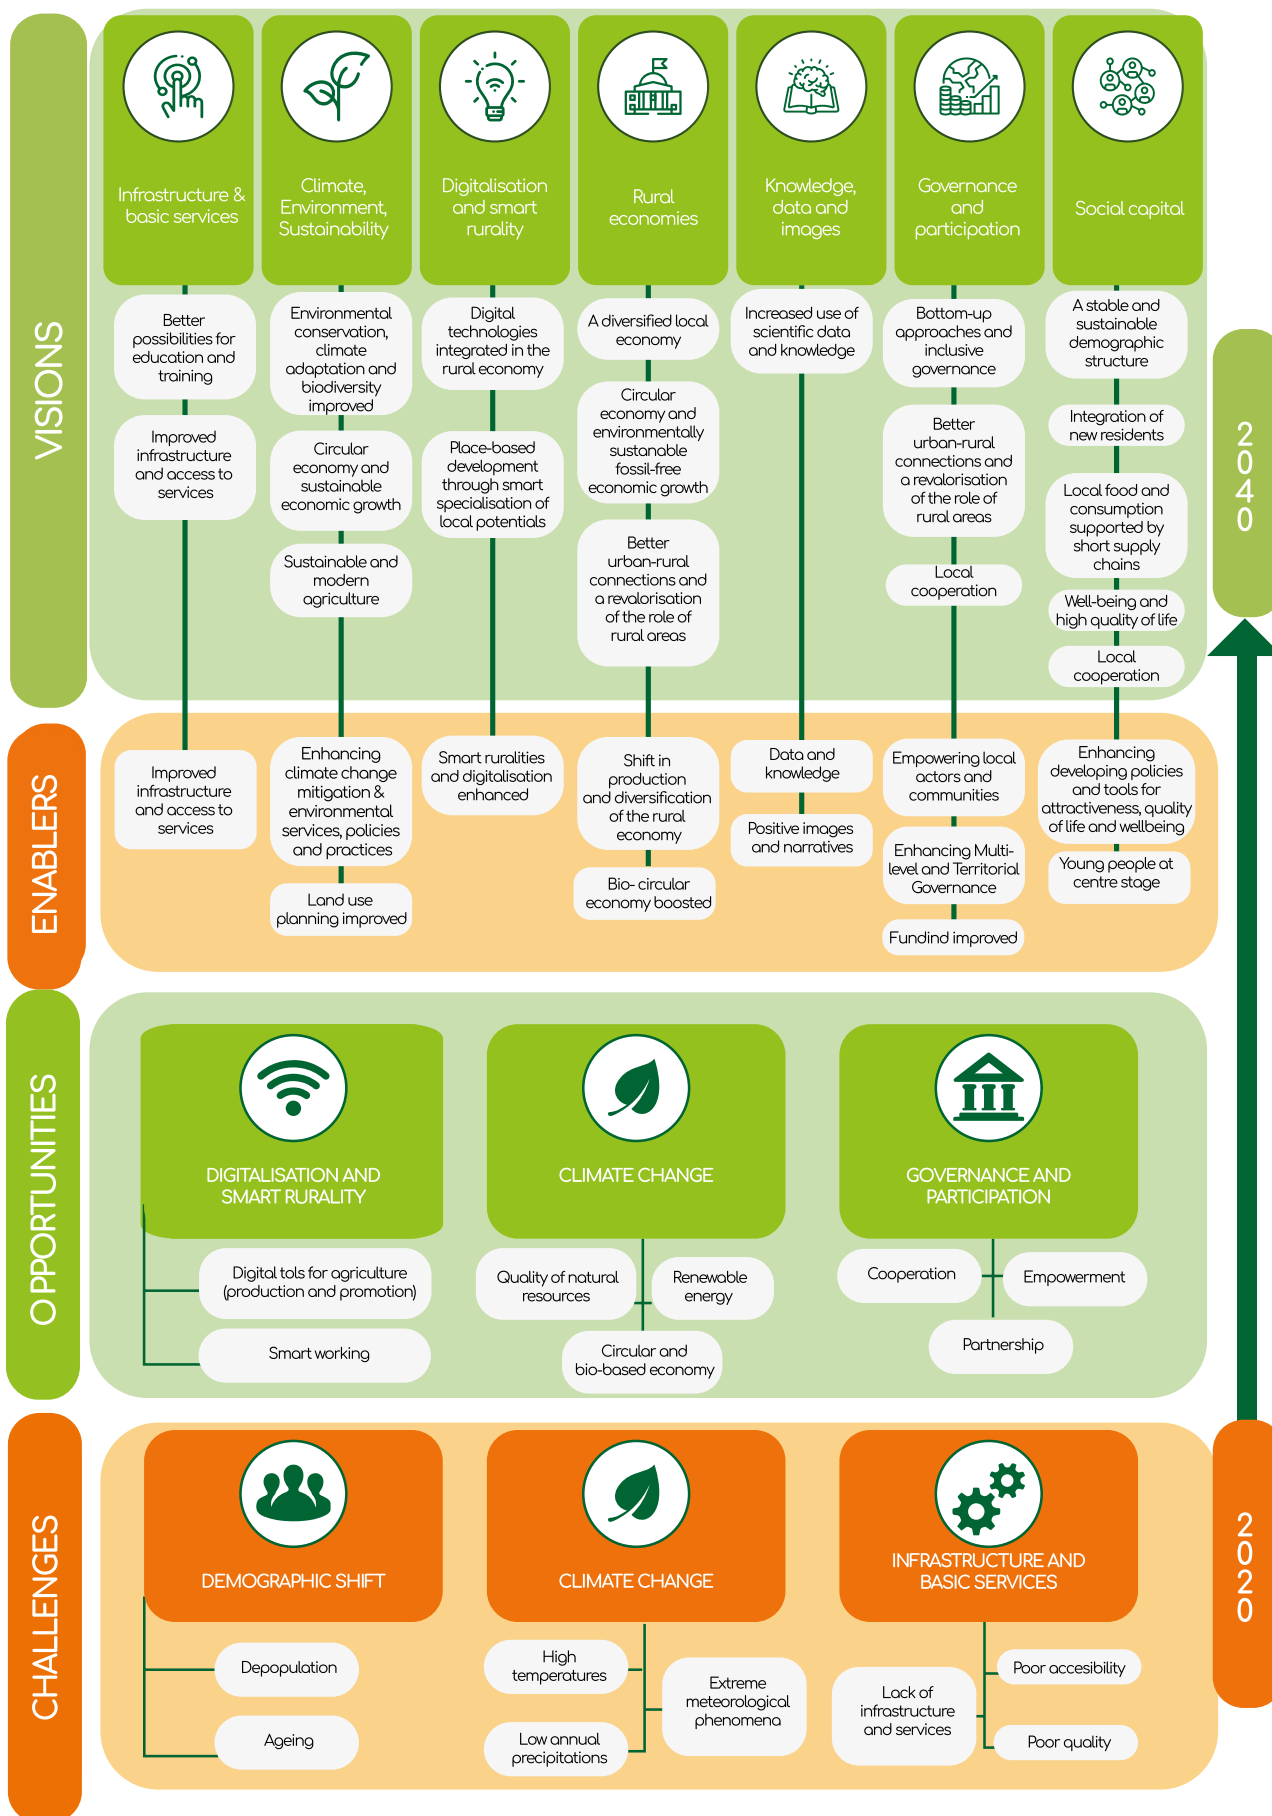 VISIONS
Infrastructure &
basic services
Better
possibilities for
education and
training
Improved
infrastructure
and access to
services
Climate,
Environment,
Sustainability
Environmental
conservation,
climate
adaptation and
biodiversity
improved
Circular
economy and
sustainable
economic growth
Sustainable and
modern
agriculture
Digitalisation
and smart
rurality
Digital
technologies
integrated in the
rural economy
Place-based
development
through smart
specialisation of
local potentials
Rural
economies
A diversified local
economy
Circular
economy and
environmentally
sustanable
fossil-free
economic growth
Better
urban-rural
connections and
a revalorisation
of the role of
rural areas
Knowledge,
data and
images
Increased use of
scientific data
and knowledge
Governance
and
participation
Bottom-up
approaches and
inclusive
governance
Better
urban-rural
connections and
a revalorisation
of the role of
rural areas
Local
cooperation
Social capital
A stable and
sustainable
demographic
structure
Integration of
new residents
Local food and
consumption
supported by
short supply
chains
Well-being and
high quality of life
Local
cooperation
2040
ENABLERS
Improved
infrastructure
and access to
services
Enhancing
climate change
mitigation &
environmental
services, policies
and practices
Land use
planning improved
Smart ruralities
and digitalisation
enhanced
Shift in
production
and diversification
of the rural
economy
Bio- circular
economy boosted
Data and
knowledge
Positive images
and narratives
Empowering local
actors and
communities
Enhancing Multi-
level and Territorial
Governance
Fundind improved
Enhancing
developing policies
and tools for
attractiveness, quality
of life and wellbeing
Young people at
centre stage
OPPORTUNITIES
DIGITALISATION AND
SMART RURALITY
Digital tols for agriculture
(production and promotion)
Smart working
CLIMATE CHANGE
Quality of natural
resources
Renewable
energy
Circular and
bio-based economy
GOVERNANCE AND
PARTICIPATION
Cooperation
Empowerment
Partnership
CHALLENGES
DEMOGRAPHIC SHIFT
Depopulation
Ageing
CLIMATE CHANGE
High
temperatures
Extreme
meteorological
phenomena
Low annual
precipitations
INFRASTRUCTURE AND
BASIC SERVICES
Poor accesibility
Lack of
infrastructure
and services
Poor quality
2020